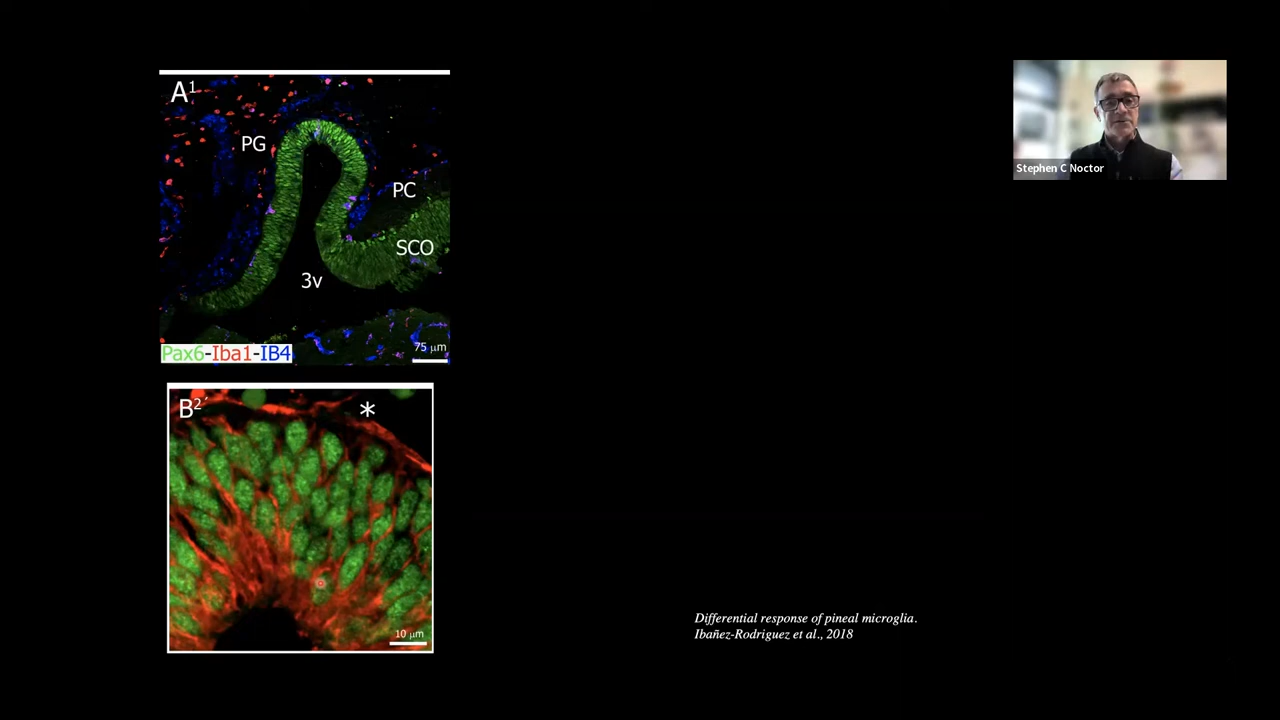 A¹
PG
PC
SCO
3v
Pax6-Iba1-IB4
75 µm
B²´
*
10 µm
Stephen C Noctor
Differential response of pineal microglia.
Ibañez-Rodriguez et al., 2018